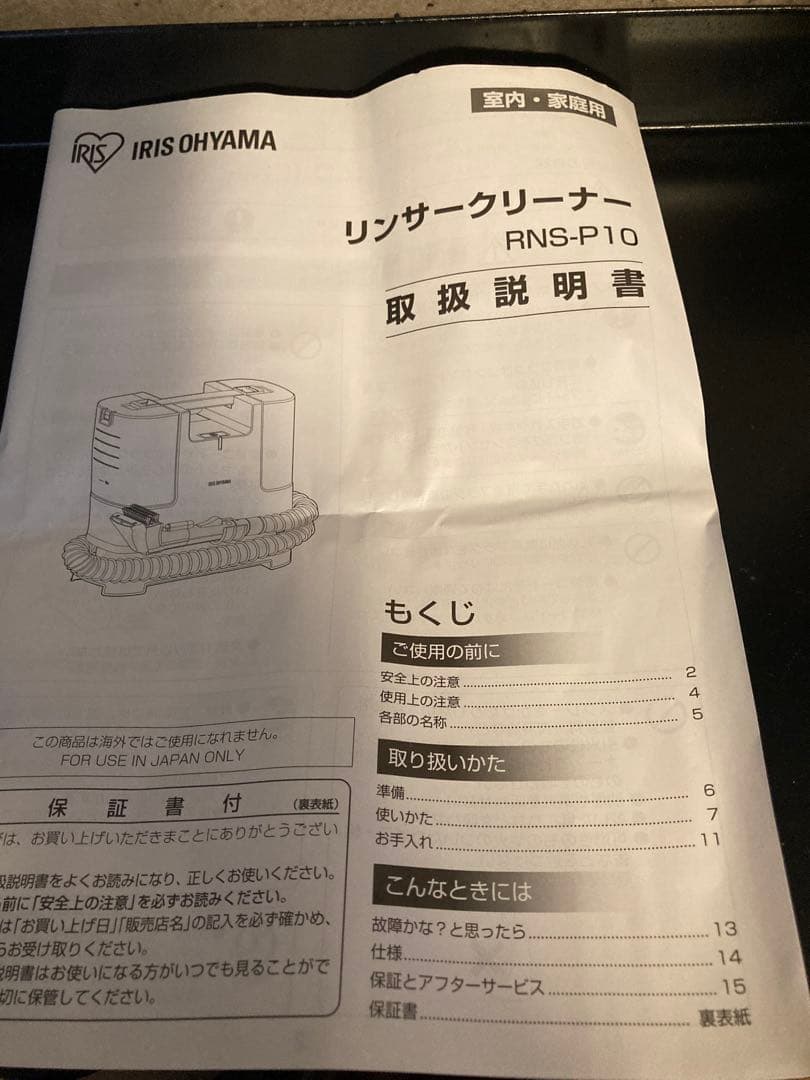 室内・家庭用
IRIS
IRIS OHYAMA
リンサークリーナー
RNS-P10
取扱説明書
IRIS OHYAMA
もくじ
ご使用の前に
安全上の注意 2
使用上の注意 4
各部の名称 5
取り扱いかた
準備 6
使いかた 7
お手入れ 11
こんなときには
故障かな?と思ったら 13
仕様 14
保証とアフターサービス 15
保証書 裏表紙
この商品は海外ではご使用になれません。
FOR USE IN JAPAN ONLY
保証書付 (裏表紙)
は、お買い上げいただきまことにありがとうござい
説明書をよくお読みになり、正しくお使いください。
前に「安全上の注意」を必ずお読みください。
は「お買い上げ日」「販売店名」の記入を必ず確かめ、
らお受け取りください。
説明書はお使いになる方がいつでも見ることがで
切に保管してください。